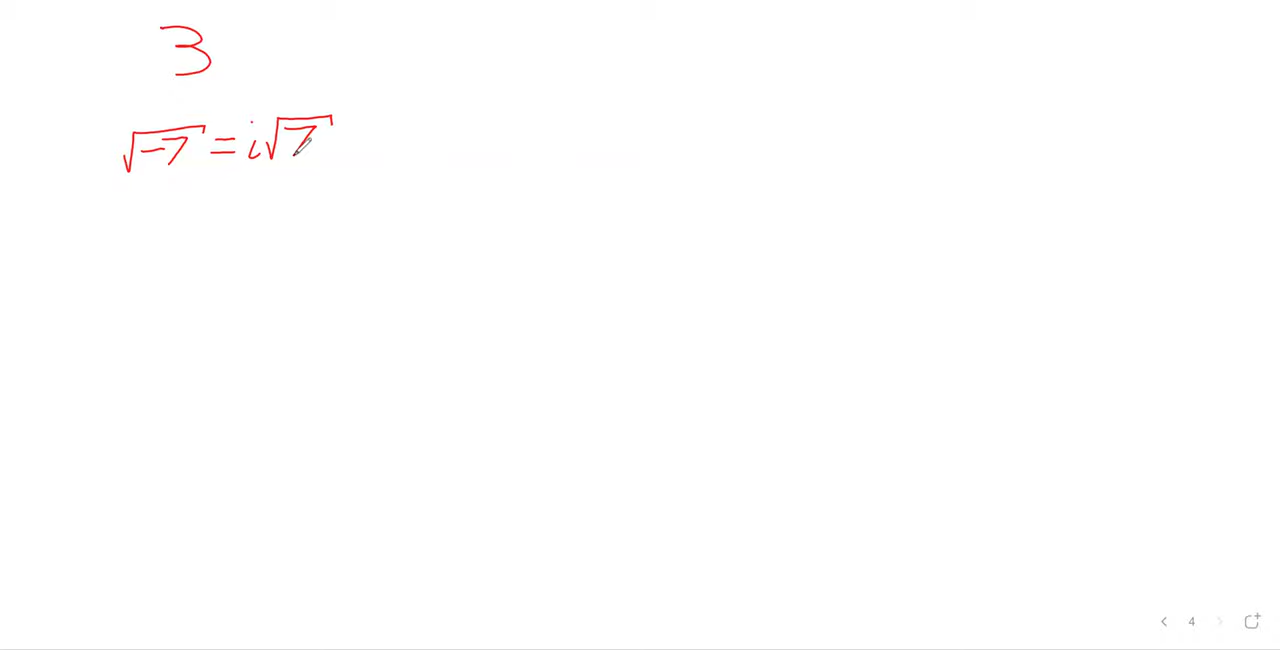 3
√-7 = i√7
4